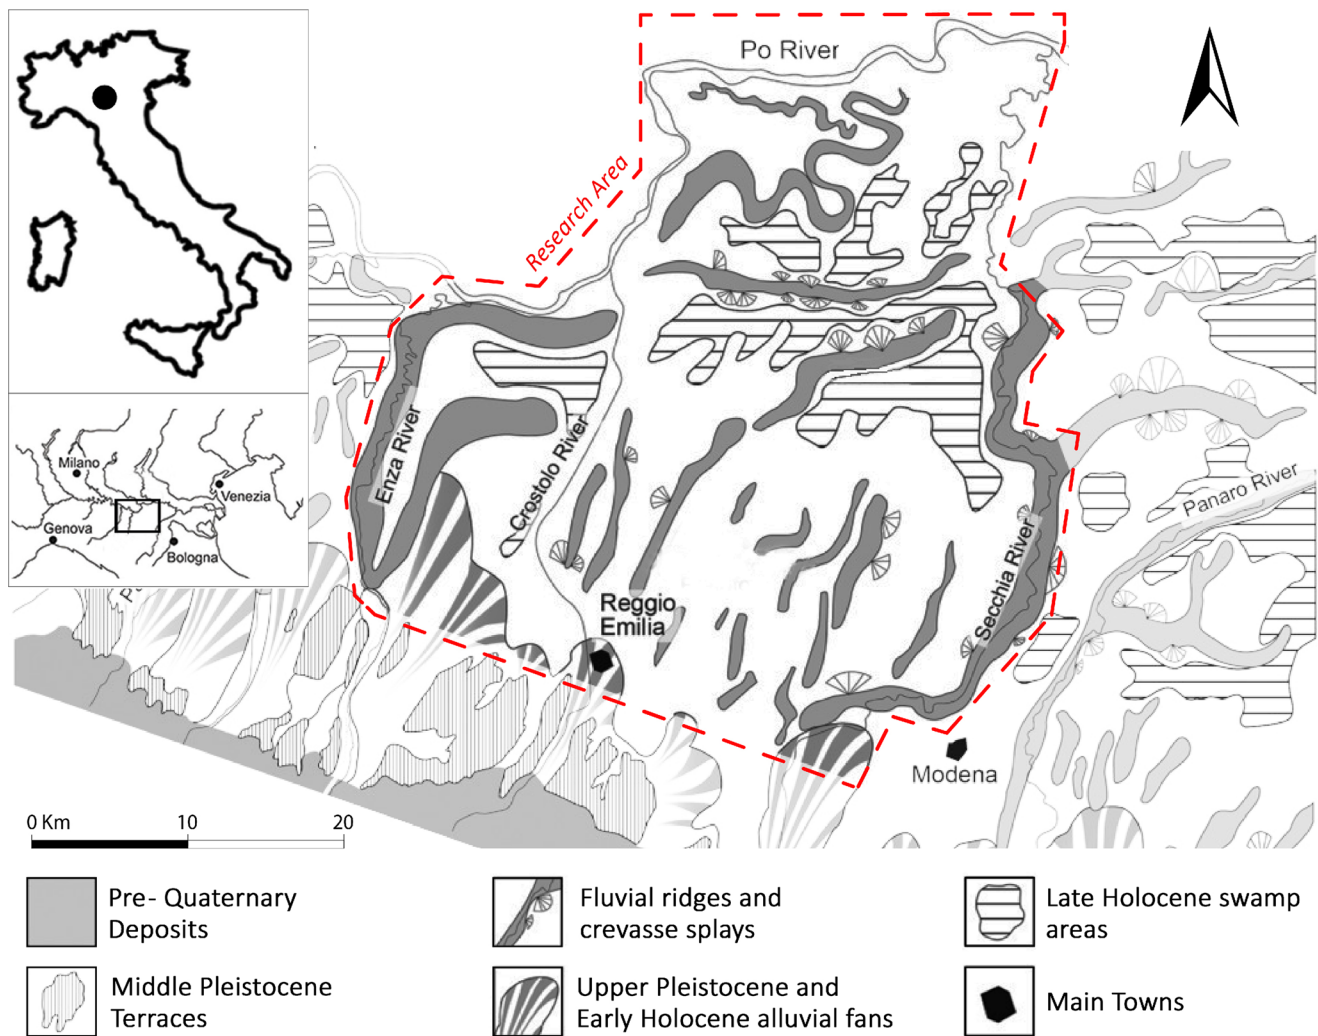 Po River
Research Area
Enza River
Crostolo River
Secchia River
Panaro River
Reggio
Emilia
Modena
Milano
Venezia
Genova
Bologna
0 Km
10
20
Pre- Quaternary
Deposits
Middle Pleistocene
Terraces
Fluvial ridges and
crevasse splays
Upper Pleistocene and
Early Holocene alluvial fans
Late Holocene swamp
areas
Main Towns